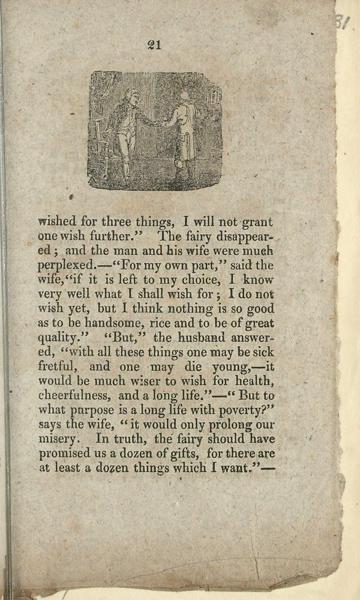 31
21
wished for three things, I will not grant
one wish further." The fairy disappear-
ed ; and the man and his wife were much
perplexed.—"For my own part," said the
wife,"if it is left to my choice, I know
very well what I shall wish for ; I do not
wish yet, but I think nothing is so good
as to be handsome, rice and to be of great
quality." "But," the husband answer-
ed, "with all these things one may be sick
fretful, and one may die young,—it
would be much wiser to wish for health,
cheerfulness, and a long life."—" But to
what purpose is a long life with poverty?"
says the wife, " it would only prolong our
misery. In truth, the fairy should have
promised us a dozen of gifts, for there are
at least a dozen things which I want."—